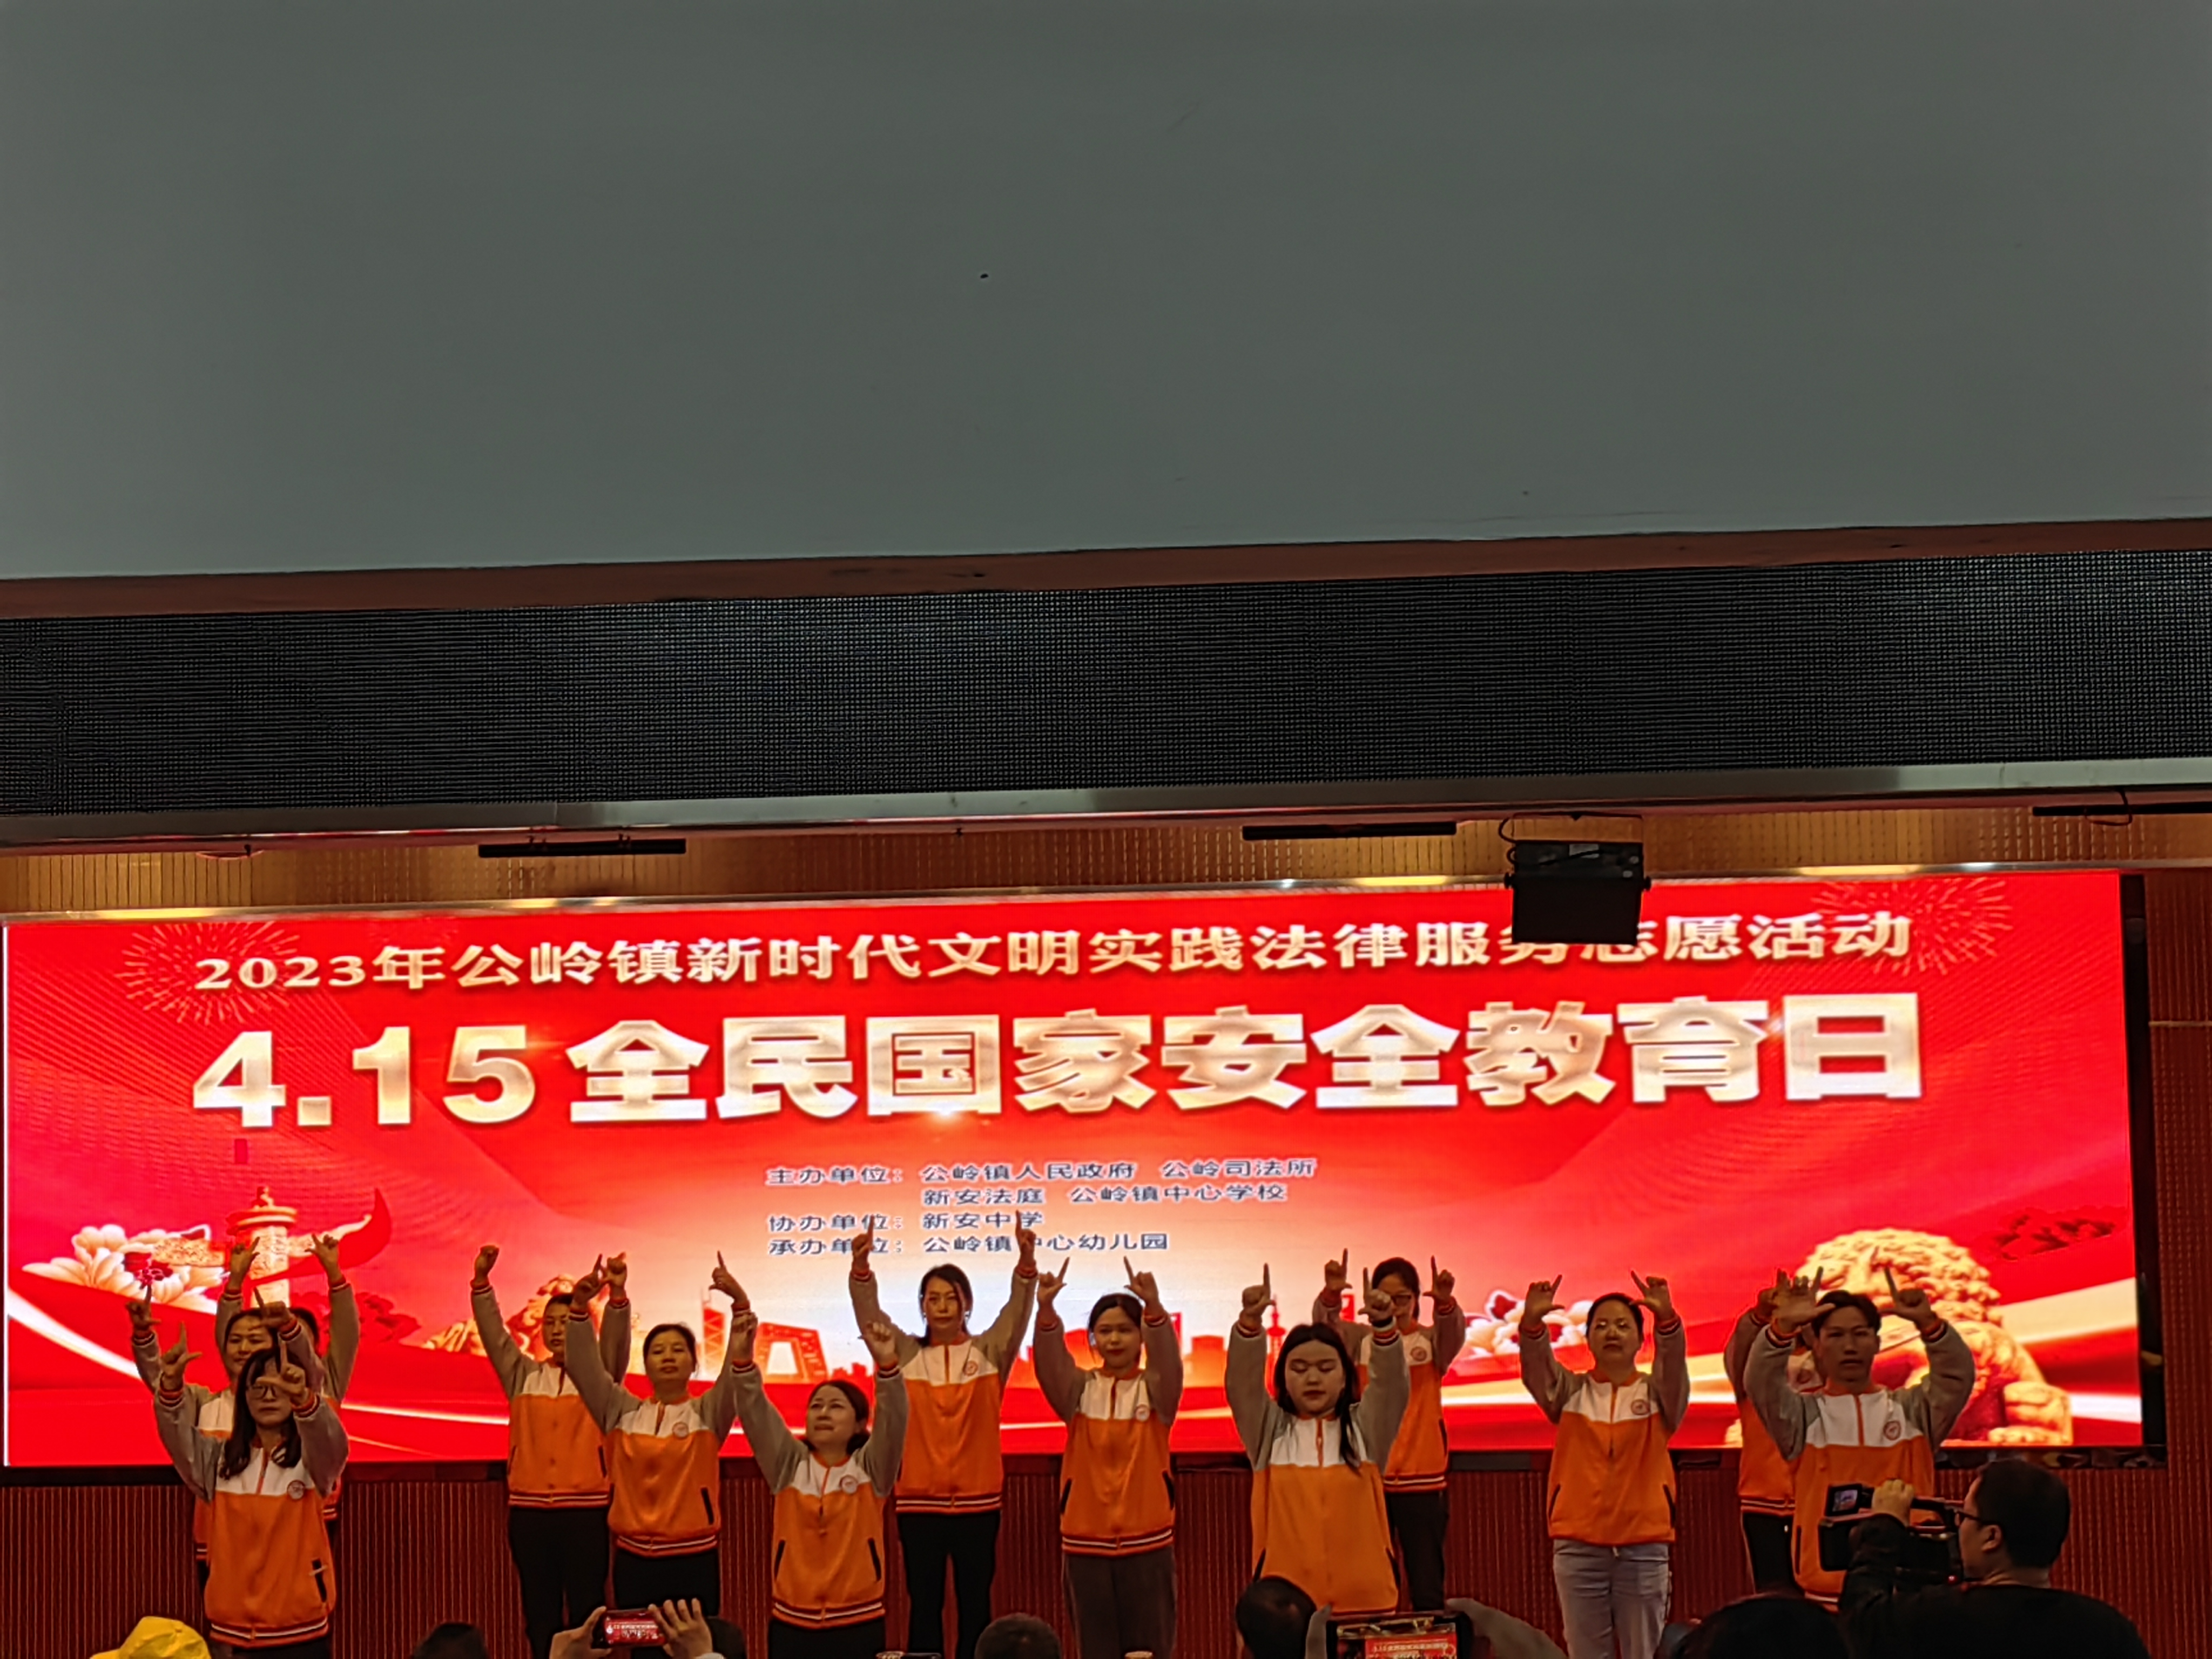 2023年公岭镇新时代文明实践法律服务志愿活动
4.15全民国家安全教育日
主办单位：公岭镇人民政府 公岭司法所
新安法庭 公岭镇中心学校
协办单位：新安中学
承办单位：公岭镇中心幼儿园